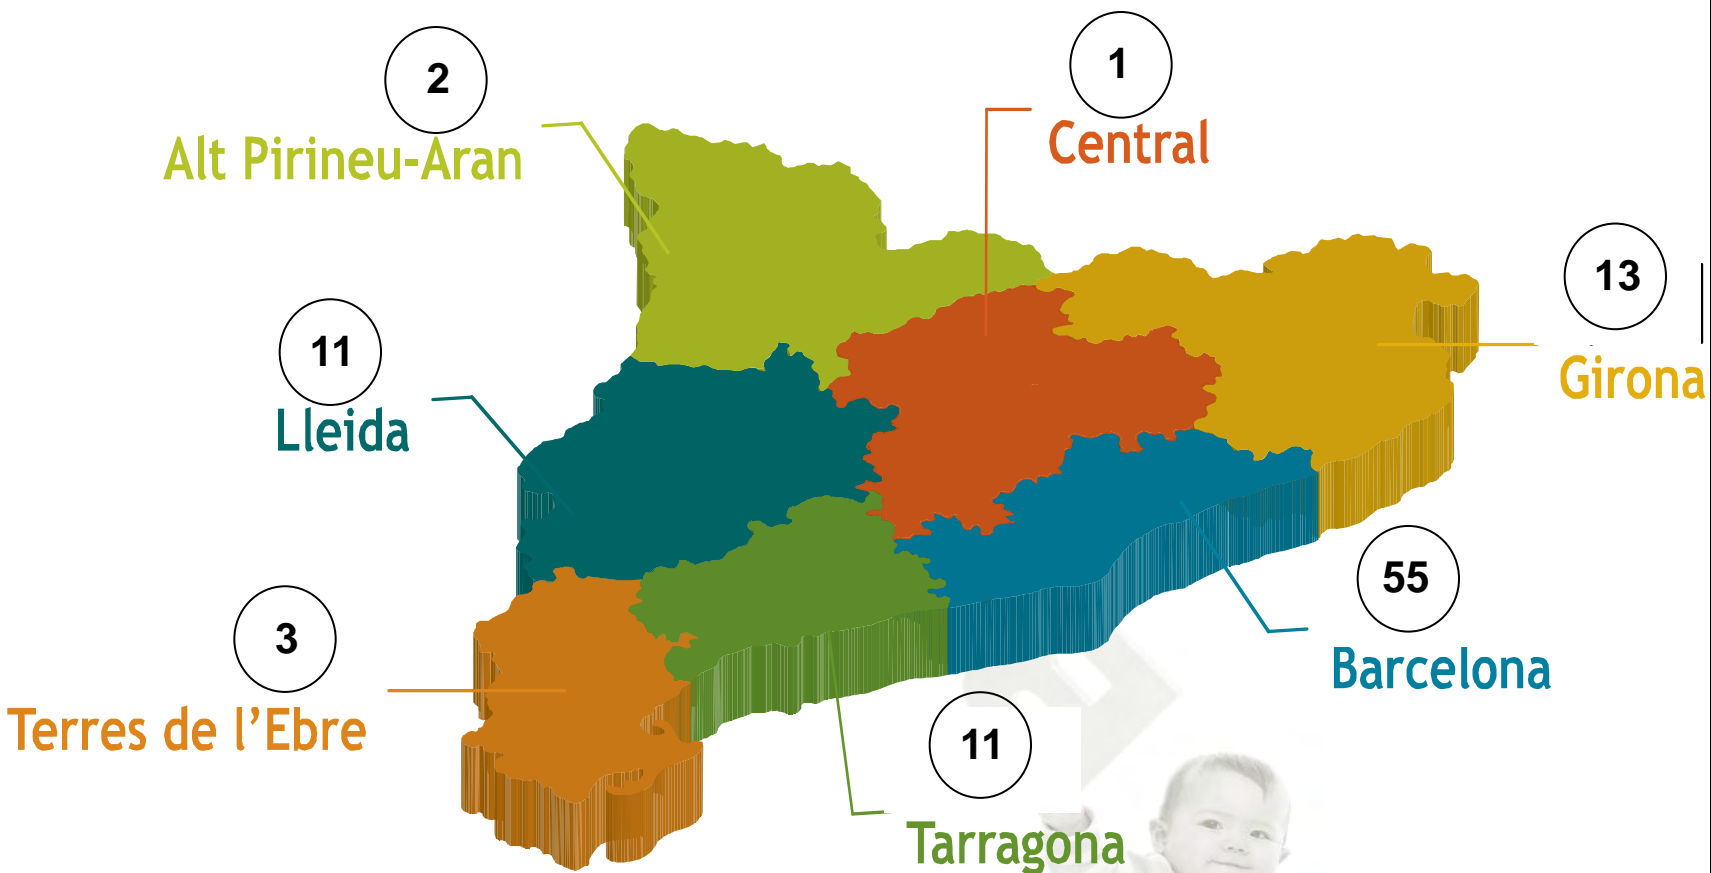 2
Alt Pirineu-Aran
1
Central
13
Girona
11
Lleida
55
Barcelona
3
Terres de l’Ebre
11
Tarragona